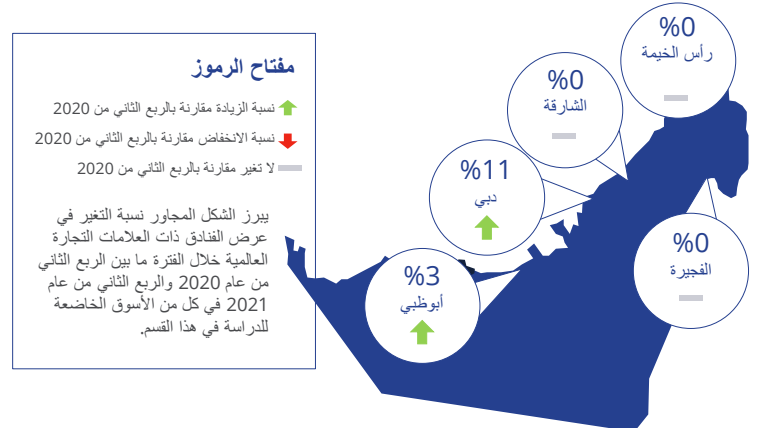 مفتاح الرموز
نسبة الزيادة مقارنة بالربع الثاني من 2020
نسبة الانخفاض مقارنة بالربع الثاني من 2020
لا تغير مقارنة بالربع الثاني من 2020
يبرز الشكل المجاور نسبة التغير في
عرض الفنادق ذات العلامات التجارة
العالمية خلال الفترة ما بين الربع الثاني
من عام 2020 والربع الثاني من عام
2021 في كل من الأسوق الخاضعة
للدراسة في هذا القسم.
%0
رأس الخيمة
%0
الشارقة
%11
دبي
%3
أبوظبي
%0
الفجيرة